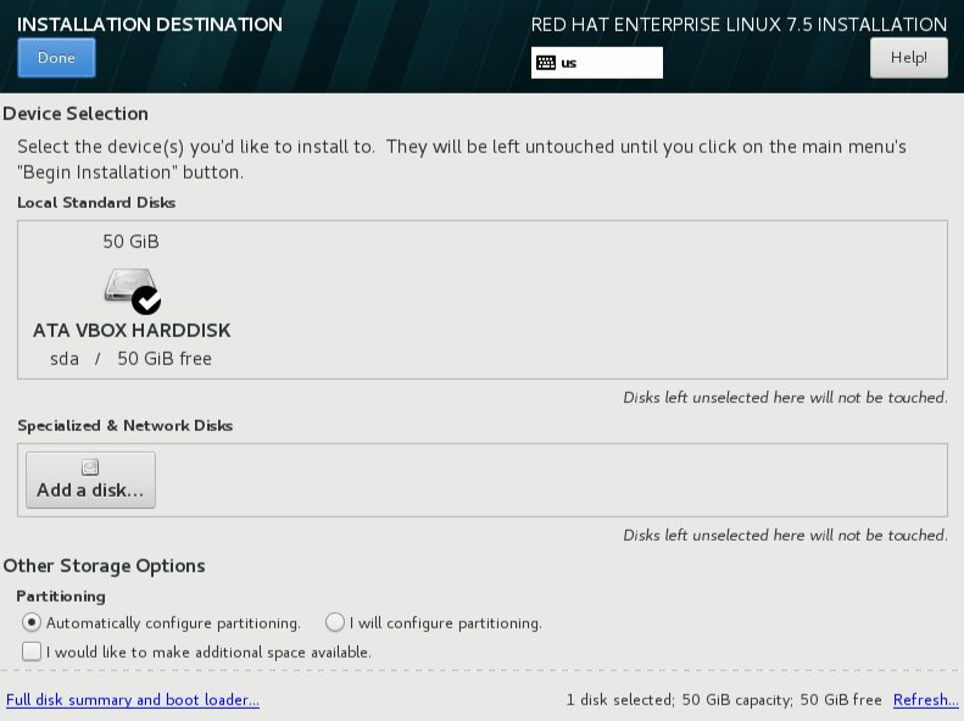 INSTALLATION DESTINATION
RED HAT ENTERPRISE LINUX 7.5 INSTALLATION
Done
us
Help!
Device Selection
Select the device(s) you'd like to install to.  They will be left untouched until you click on the main menu's
"Begin Installation" button.
Local Standard Disks
50 GiB
ATA VBOX HARDDISK
sda / 50 GiB free
Disks left unselected here will not be touched.
Specialized & Network Disks
Add a disk...
Disks left unselected here will not be touched.
Other Storage Options
Partitioning
Automatically configure partitioning. I will configure partitioning.
I would like to make additional space available.
Full disk summary and boot loader... 1 disk selected; 50 GiB capacity; 50 GiB free Refresh...